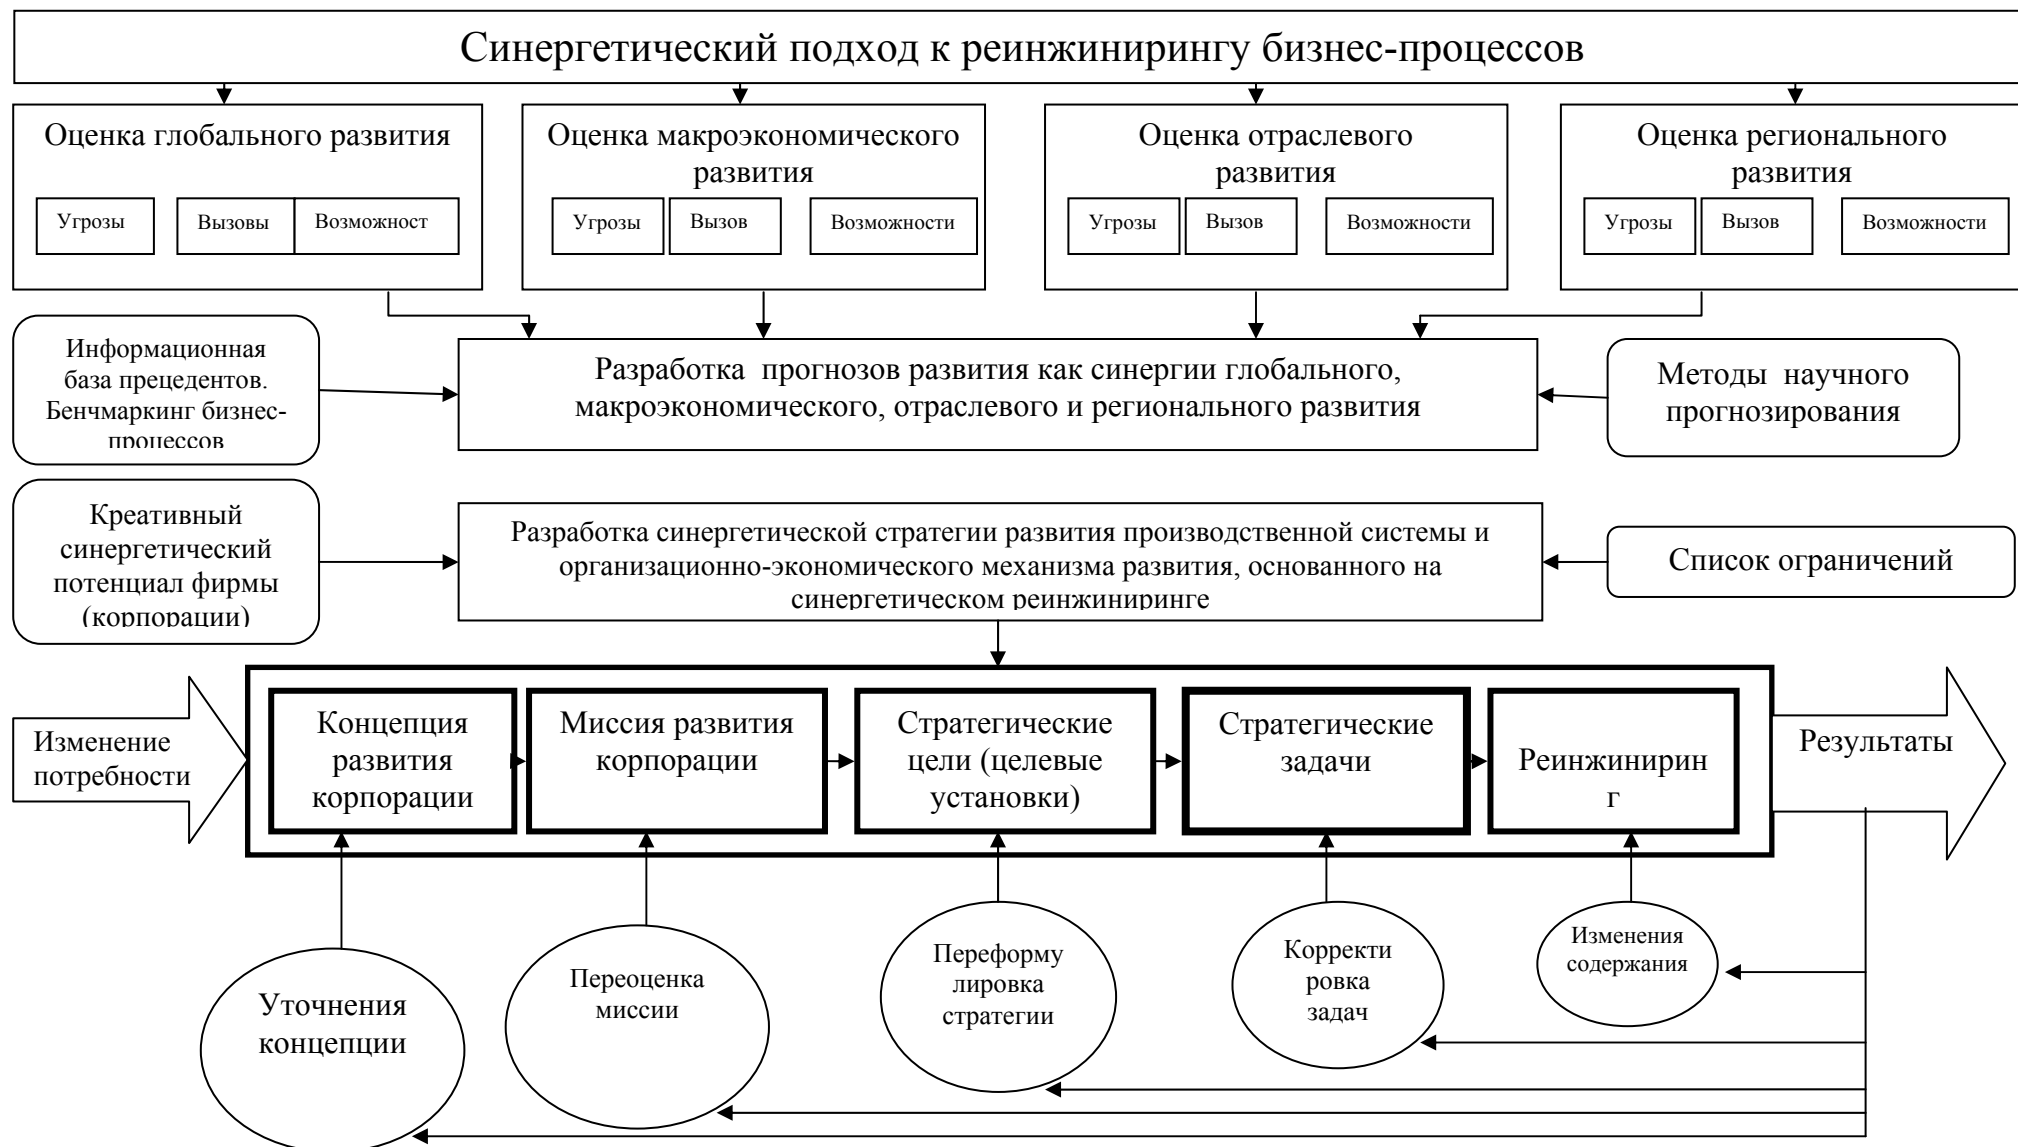 Синергетический подход к реинжинирингу бизнес-процессов
Оценка глобального развития
Угрозы
Вызовы
Возможност
Оценка макроэкономического
развития
Угрозы
Вызов
Возможности
Оценка отраслевого
развития
Угрозы
Вызов
Возможности
Оценка регионального
развития
Угрозы
Вызов
Возможности
Информационная
база прецедентов.
Бенчмаркинг бизнес-
процессов
Разработка прогнозов развития как синергии глобального,
макроэкономического, отраслевого и регионального развития
Методы научного
прогнозирования
Креативный
синергетический
потенциал фирмы
(корпорации)
Разработка синергетической стратегии развития производственной системы и
организационно-экономического механизма развития, основанного на
синергетическом реинжиниринге
Список ограничений
Изменение
потребности
Концепция
развития
корпорации
Миссия развития
корпорации
Стратегические
цели (целевые
установки)
Стратегические
задачи
Реинжинирин
г
Результаты
Уточнения
концепции
Переоценка
миссии
Переформу
лировка
стратегии
Корректи
ровка
задач
Изменения
содержания